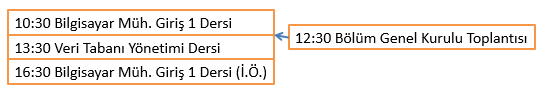 10:30 Bilgisayar Müh. Giriş 1 Dersi
13:30 Veri Tabanı Yönetimi Dersi
16:30 Bilgisayar Müh. Giriş 1 Dersi (İ.Ö.)
12:30 Bölüm Genel Kurulu Toplantısı